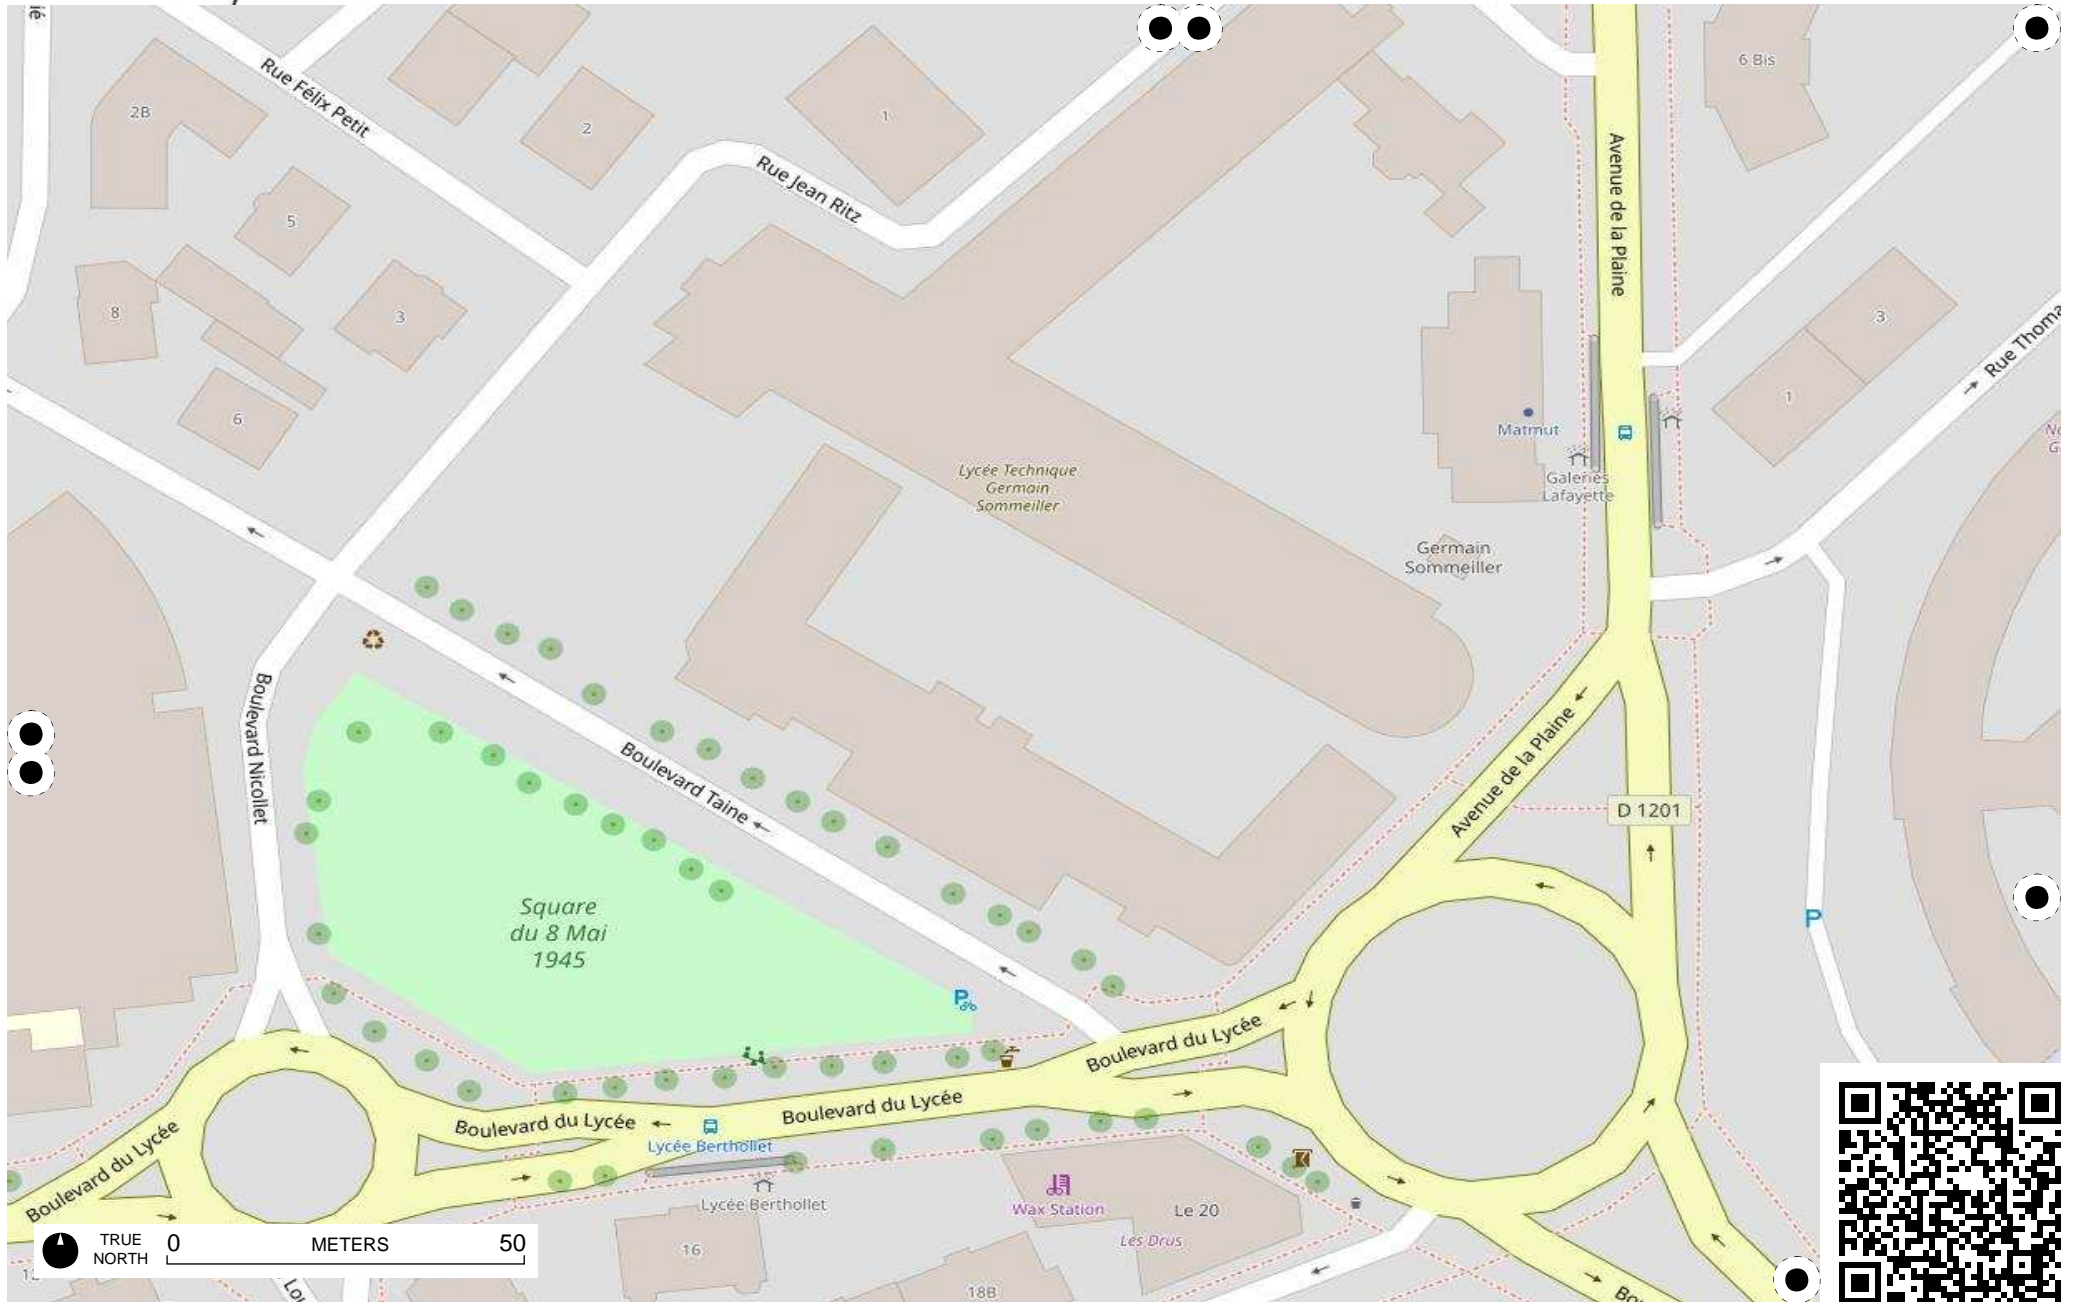 Rue Félix Petit
2B
2
1
6 Bis
Avenue de la Plaine
Rue Jean Ritz
5
8
3
3
6
1
Rue Thoma
Matmut
Galeries
Lafayette
Lycée Technique
Germain
Sommeiller
Germain
Sommeiller
Boulevard Nicollet
Boulevard Taine
Avenue de la Plaine
D 1201
Square
du 8 Mai
1945
P
P
Boulevard du Lycée
Boulevard du Lycée
Boulevard du Lycée
Boulevard du Lycée
Lycée Berthollet
Lycée Berthollet
Wax Station
Le 20
Les Drus
16
18B
TRUE
NORTH
0 METERS 50